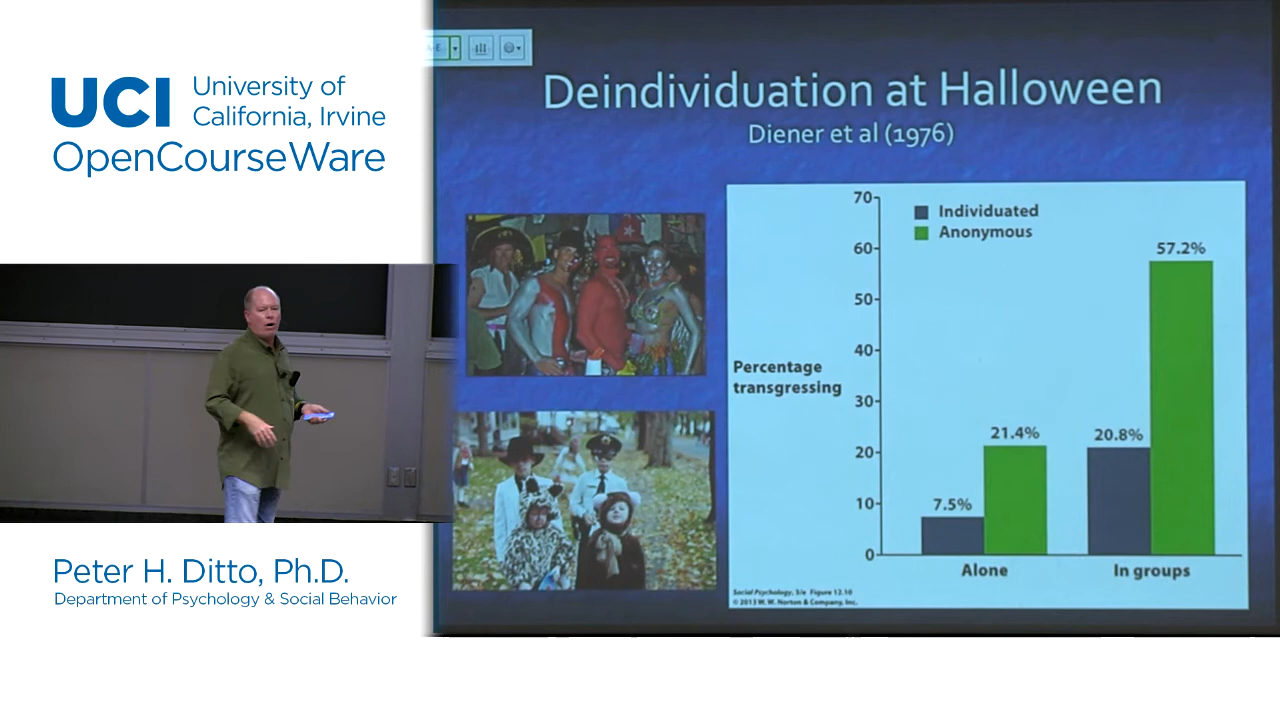 UCI University of
California, Irvine
OpenCourseWare
Peter H. Ditto, Ph.D.
Department of Psychology & Social Behavior
Deindividuation at Halloween
Diener et al (1976)
70
60
50
40
30
20
10
0
Individuated
Anonymous
Percentage
transgressing
7.5%
21.4%
20.8%
57.2%
Alone
In groups
Social Psychology, 3/e Figure 12.10
© 2013 W. W. Norton & Company, Inc.